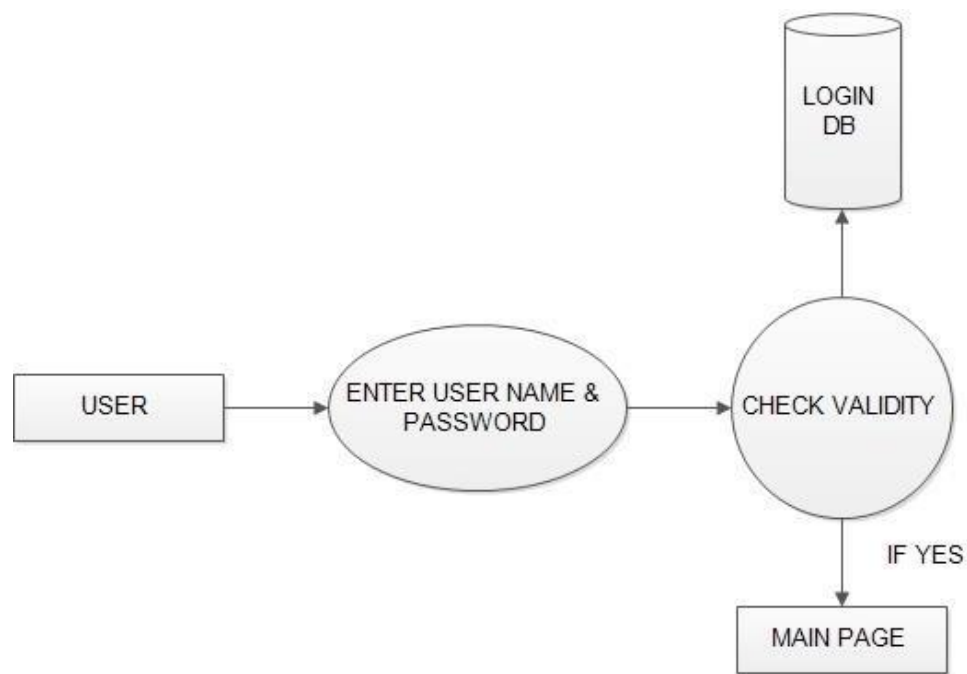 LOGIN
DB
USER
ENTER USER NAME &
PASSWORD
CHECK VALIDITY
IF YES
MAIN PAGE